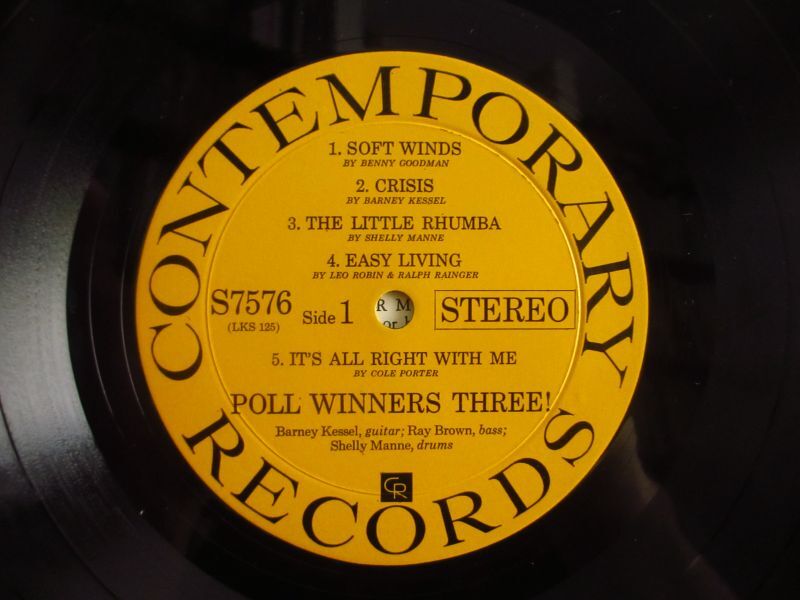 CONTEMPORARY
1. SOFT WINDS
BY BENNY GOODMAN
2. CRISIS
BY BARNEY KESSEL
3. THE LITTLE RHUMBA
BY SHELLY MANNE
4. EASY LIVING
BY LEO ROBIN & RALPH RAINGER
S7576
(LKS 125)
Side 1
R M
or
STEREO
5. IT'S ALL RIGHT WITH ME
BY COLE PORTER
POLL WINNERS THREE!
Barney Kessel, guitar; Ray Brown, bass;
Shelly Manne, drums
CR
RECORDS